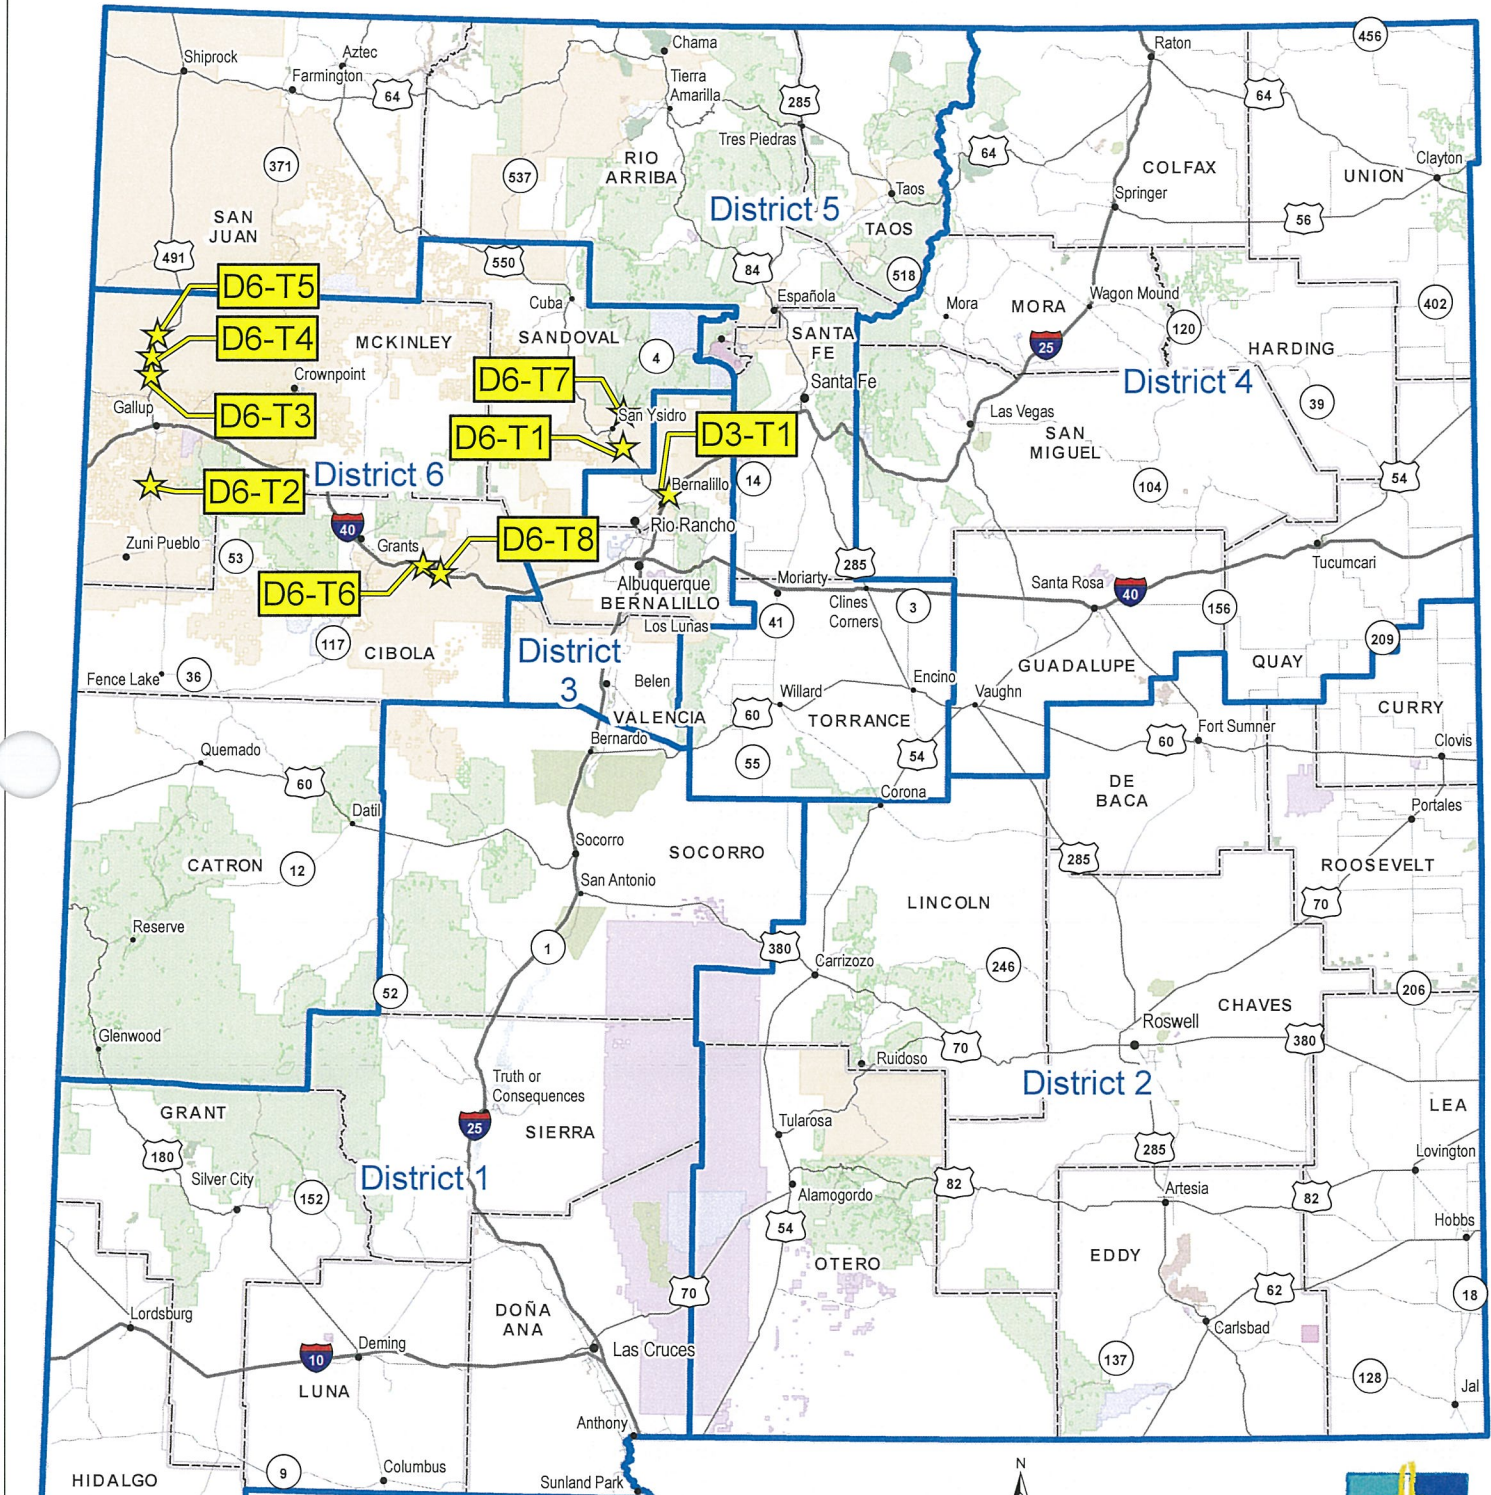 456
Raton
Chama
Shiprock
Aztec
Farmington
64
Tierra
Amarilla
285
64
Tres Piedras
371
537
RIO
ARRIBA
64
COLFAX
UNION
Clayton
Taos
Springer
District 5
TAOS
56
SAN
JUAN
491
550
84
518
D6-T5
Cuba
Española
Mora
MORA
Wagon Mound
402
D6-T4
MCKINLEY
SANDOVAL
4
SANTA
FE
120
25
HARDING
Crownpoint
D6-T7
Santa Fe
District 4
D6-T3
Gallup
San Ysidro
Las Vegas
39
D6-T1
D3-T1
SAN
MIGUEL
District 6
14
104
54
D6-T2
Bernalillo
40
Rio Rancho
Zuni Pueblo
53
Grants
D6-T8
285
Tucumcari
D6-T6
Albuquerque
BERNALILLO
Moriarty
Clines
Corners
3
Santa Rosa
40
156
Los Lunas
41
117
CIBOLA
District
3
209
Fence Lake
36
Belen
Willard
Encino
Vaughn
GUADALUPE
QUAY
VALENCIA
60
TORRANCE
CURRY
Quemado
Bernardo
55
54
60
Fort Sumner
Clovis
60
DE
BACA
Datil
Corona
Portales
Socorro
SOCORRO
285
ROOSEVELT
CATRON
12
San Antonio
LINCOLN
70
Reserve
1
380
Carrizozo
246
52
206
CHAVES
Glenwood
Roswell
380
70
Ruidoso
Truth or
Consequences
District 2
GRANT
25
SIERRA
Tularosa
LEA
180
285
Lovington
Silver City
152
District 1
82
Alamogordo
Artesia
82
54
Hobbs
OTERO
EDDY
70
62
18
Lordsburg
DOÑA
ANA
Carlsbad
10
Deming
Las Cruces
137
128
LUNA
Jal
Anthony
HIDALGO
9
Columbus
Sunland Park
N